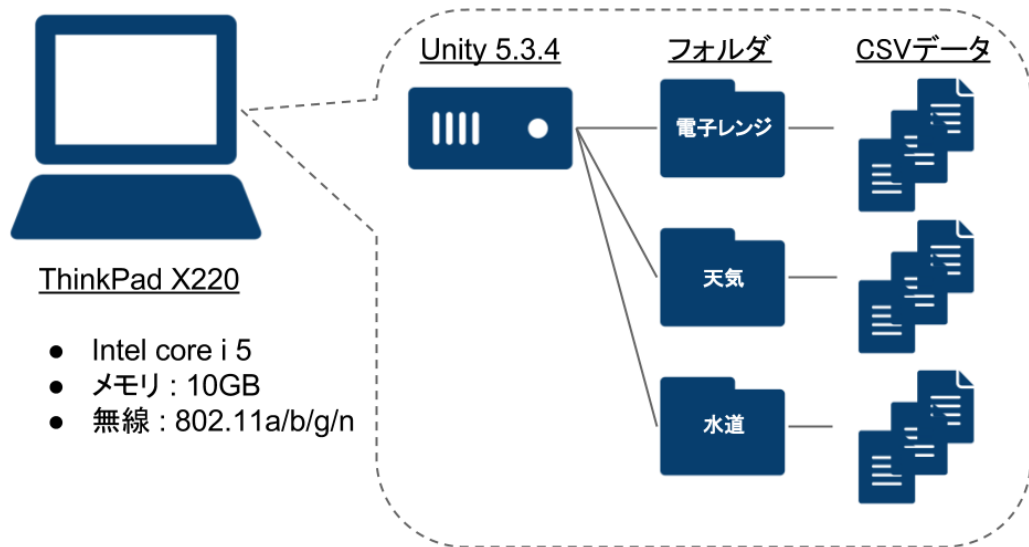 Unity 5.3.4
フォルダ
CSVデータ
電子レンジ
天気
水道
ThinkPad X220
● Intel core i 5
● メモリ : 10GB
● 無線 : 802.11a/b/g/n